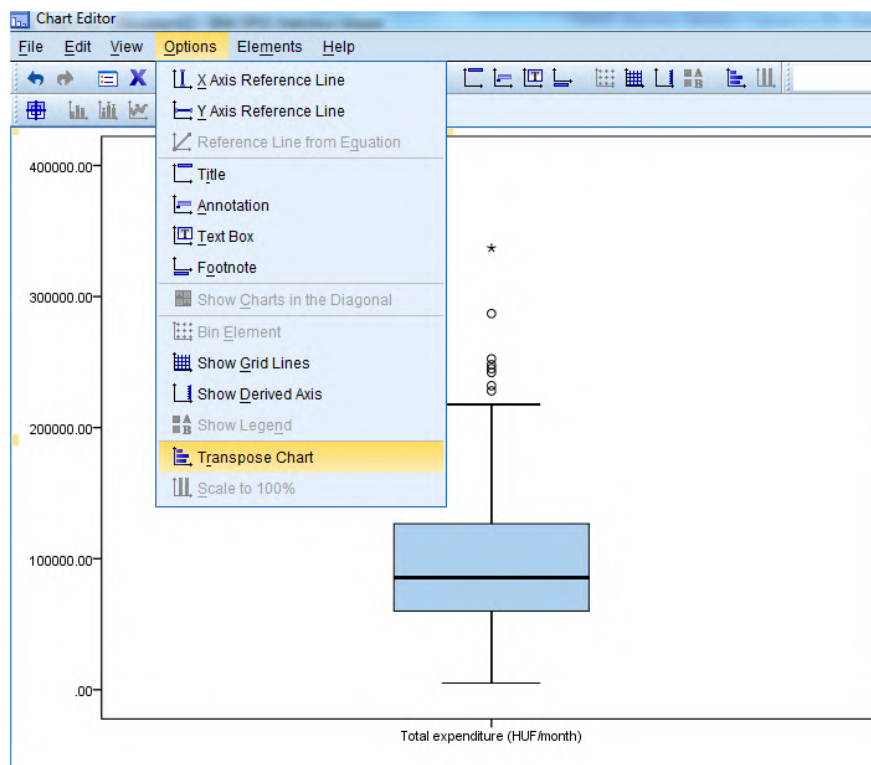 Chart Editor
File Edit View Options Elements Help
X Axis Reference Line
Y Axis Reference Line
Reference Line from Equation
Title
Annotation
Text Box
Footnote
Show Charts in the Diagonal
Bin Element
Show Grid Lines
Show Derived Axis
Show Legend
Transpose Chart
Scale to 100%
400000.00
300000.00
200000.00
100000.00
.00
Total expenditure (HUF/month)